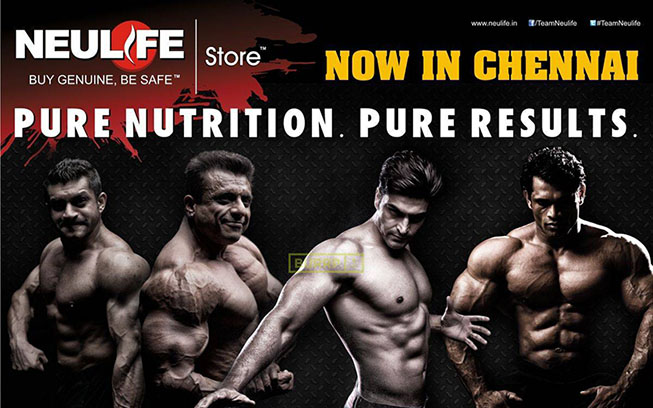 www.neulife.in /TeamNeulife #TeamNeulife
NEULIFE Store™
BUY GENUINE, BE SAFE™
NOW IN CHENNAI
PURE NUTRITION. PURE RESULTS.